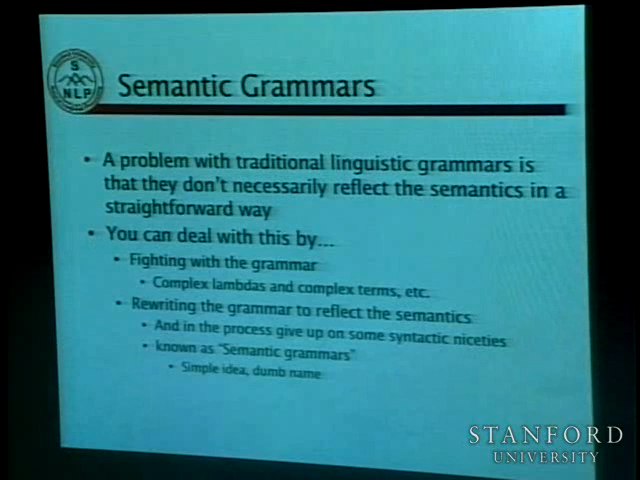 S
NLP
Semantic Grammars
• A problem with traditional linguistic grammars is
that they don't necessarily reflect the semantics in a
straightforward way
• You can deal with this by...
• Fighting with the grammar
• Complex lambdas and complex terms, etc.
• Rewriting the grammar to reflect the semantics
• And in the process give up on some syntactic niceties
• known as "Semantic grammars"
• Simple idea, dumb name
STANFORD
UNIVERSITY